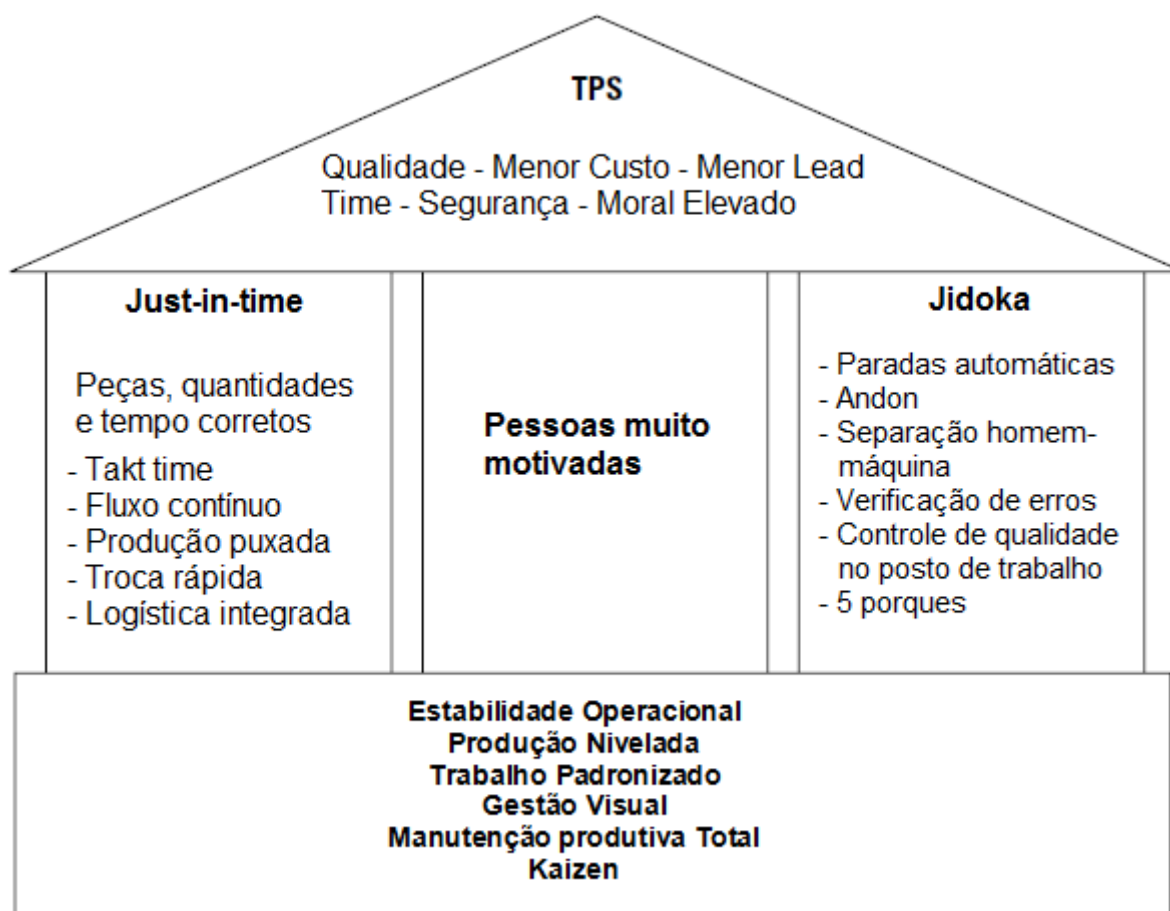 TPS
Qualidade - Menor Custo - Menor Lead
Time - Segurança - Moral Elevado
Just-in-time
Peças, quantidades
e tempo corretos
- Takt time
- Fluxo contínuo
- Produção puxada
- Troca rápida
- Logística integrada
Pessoas muito
motivadas
Jidoka
- Paradas automáticas
- Andon
- Separação homem-
máquina
- Verificação de erros
- Controle de qualidade
no posto de trabalho
- 5 porques
Estabilidade Operacional
Produção Nivelada
Trabalho Padronizado
Gestão Visual
Manutenção produtiva Total
Kaizen